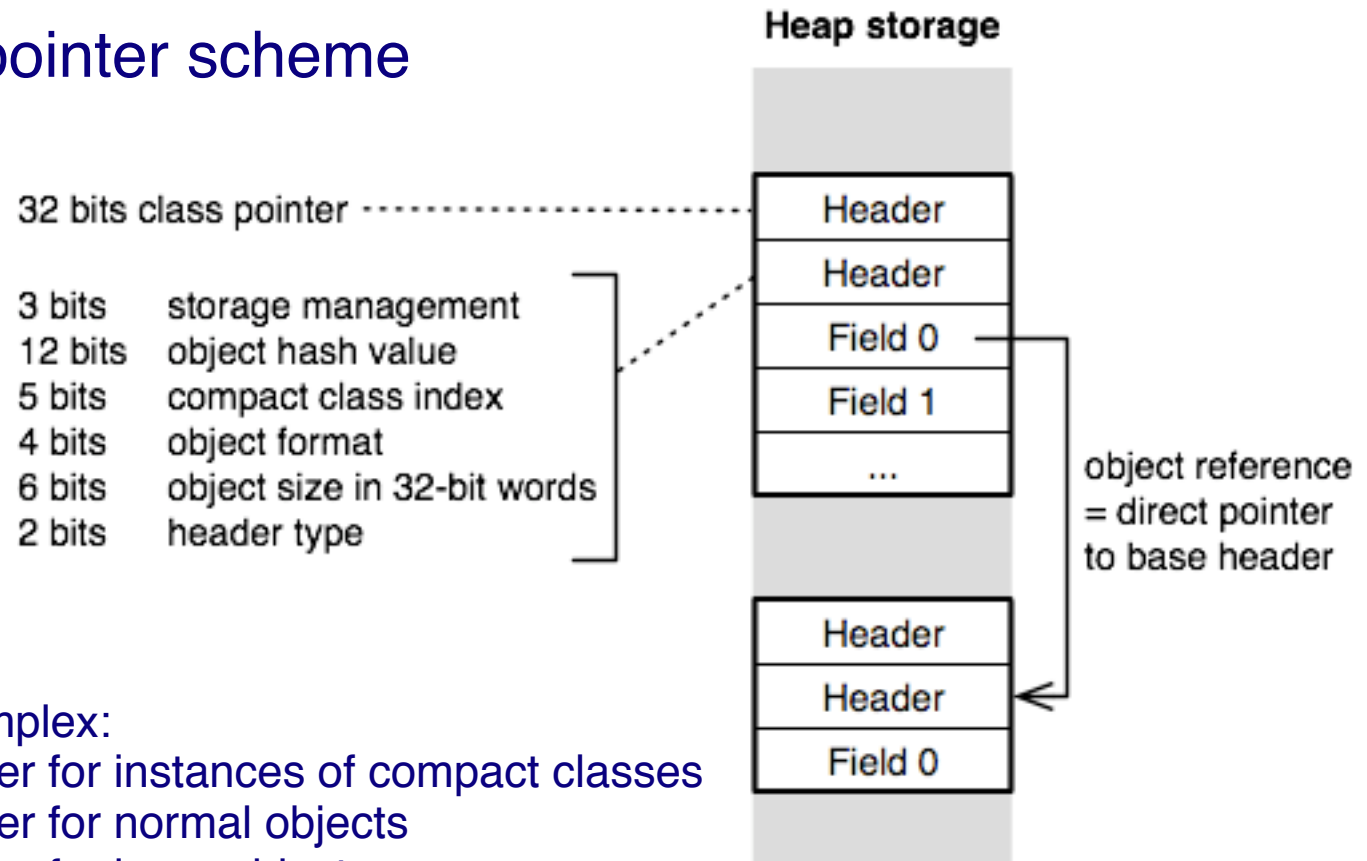 pointer scheme
Heap storage
32 bits class pointer
3 bits storage management
12 bits object hash value
5 bits compact class index
4 bits object format
6 bits object size in 32-bit words
2 bits header type
Header
Header
Field 0
Field 1
...
object reference
= direct pointer
to base header
Header
Header
Field 0
mplex:
er for instances of compact classes
er for normal objects